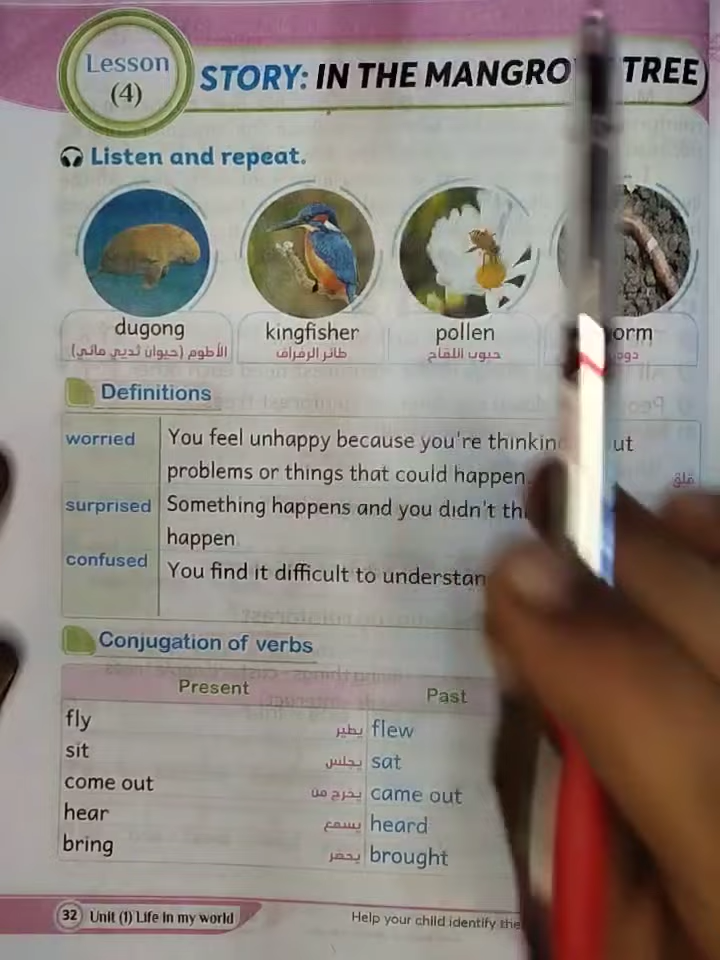 Lesson
(4)
STORY: IN THE MANGRO TREE
Listen and repeat.
dugong kingfisher pollen orm
الأطوم (حيوان ثديي مائي) طائر الرفراف حبوب اللقاح دود
Definitions
worried You feel unhappy because you're thinkin ut
problems or things that could happen. قلق
surprised Something happens and you didn't thi
happen
confused You find it difficult to understan
Conjugation of verbs
Present Past
fly يطير flew
sit يجلس sat
come out يخرج من came out
hear يسمع heard
bring يحضر brought
32 Unit (1) Life in my world Help your child identify the